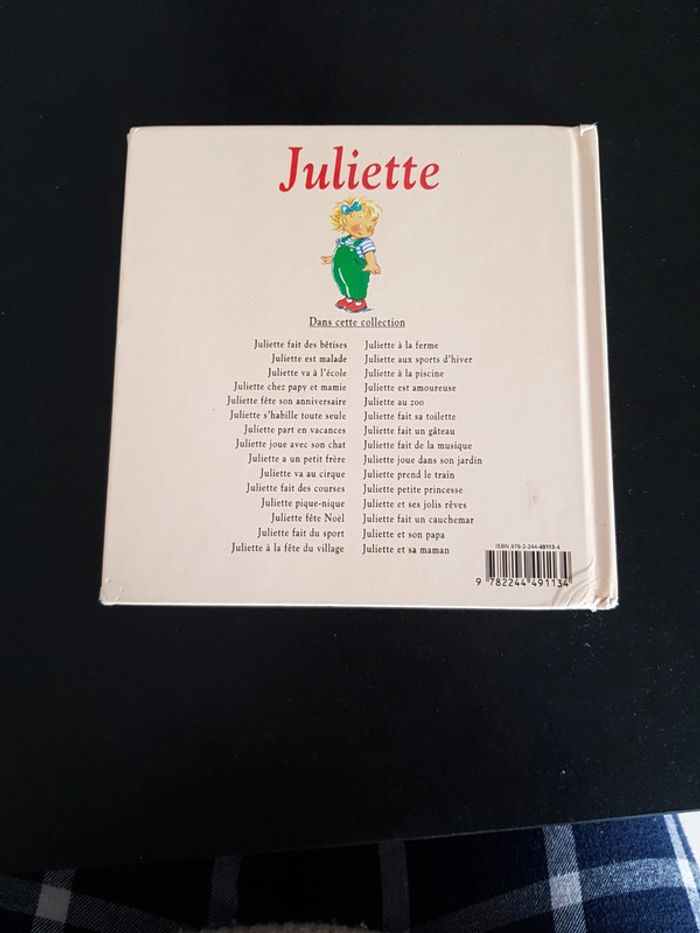 Juliette
Dans cette collection
Juliette fait des bêtises
Juliette est malade
Juliette va à l'école
Juliette chez papy et mamie
Juliette fête son anniversaire
Juliette s'habille toute seule
Juliette part en vacances
Juliette joue avec son chat
Juliette a un petit frère
Juliette va au cirque
Juliette fait des courses
Juliette pique-nique
Juliette fête Noël
Juliette fait du sport
Juliette à la fête du village
Juliette à la ferme
Juliette aux sports d'hiver
Juliette à la piscine
Juliette est amoureuse
Juliette au zoo
Juliette fait sa toilette
Juliette fait un gâteau
Juliette fait de la musique
Juliette joue dans son jardin
Juliette prend le train
Juliette petite princesse
Juliette et ses jolis rêves
Juliette fait un cauchemar
Juliette et son papa
Juliette et sa maman
ISBN 978-2-244-49113-4
9 782244 491134